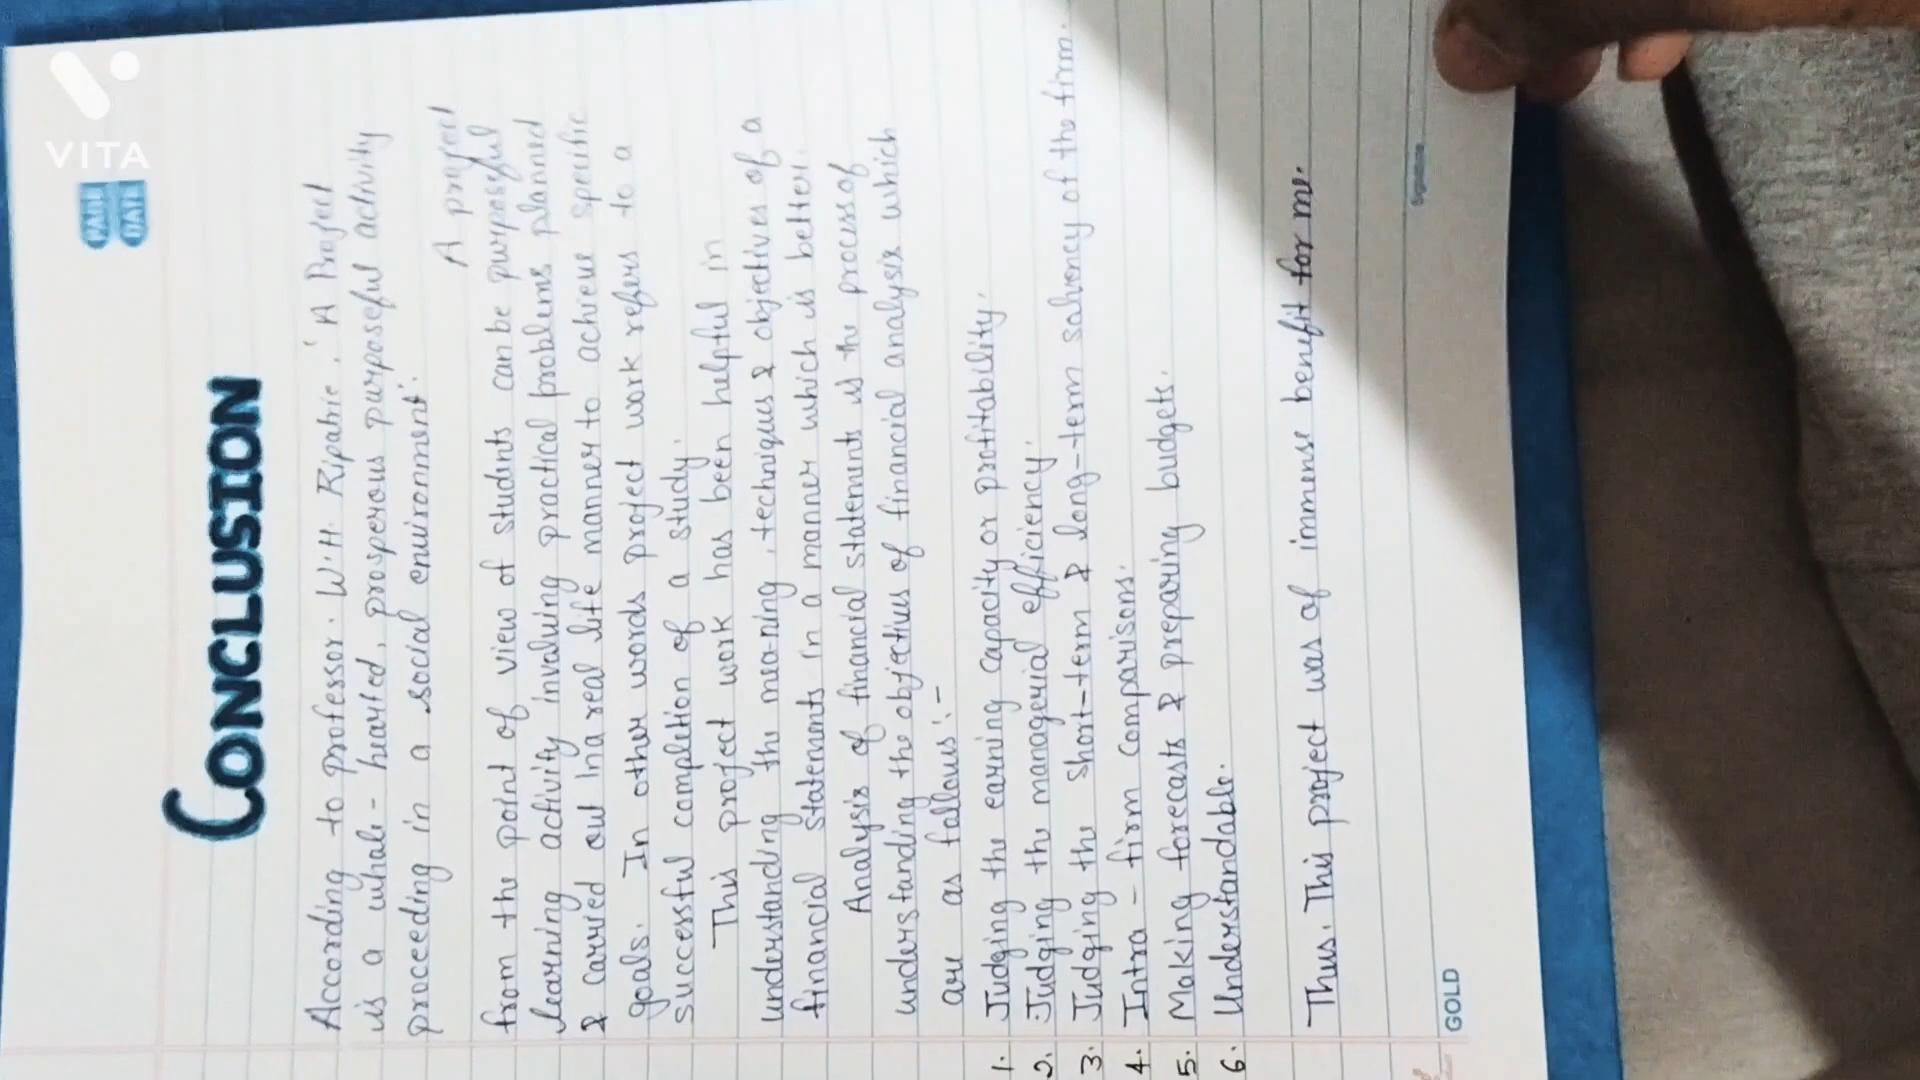 VITA
PAGE
DATE
CONCLUSION
According to professor. W.H. Ripatric. 'A Project
is a whale-hearted, prosperous purposeful activity
proceeding in a social environment'.
A project
from the point of view of students can be purposeful
learning activity involving practical problems planned
& carried out In a real life manner to achieve specific
goals. In other words project work refers to a
successful completion of a study.
This project work has been helpful in
understanding the mea-ning, techniques & objectives of a
financial statements in a manner which is better.
Analysis of financial statements is the process of
understanding the objectives of financial analysis which
are as follows:-
1. Judging the earning capacity or profitability.
2. Judging the managerial efficiency.
3. Judging the short-term & long-term solvency of the firm.
4. Intra-firm comparisons.
5. Making forecasts & preparing budgets.
6. Understandable.
Thus. This project was of immense benefit for me.
GOLD